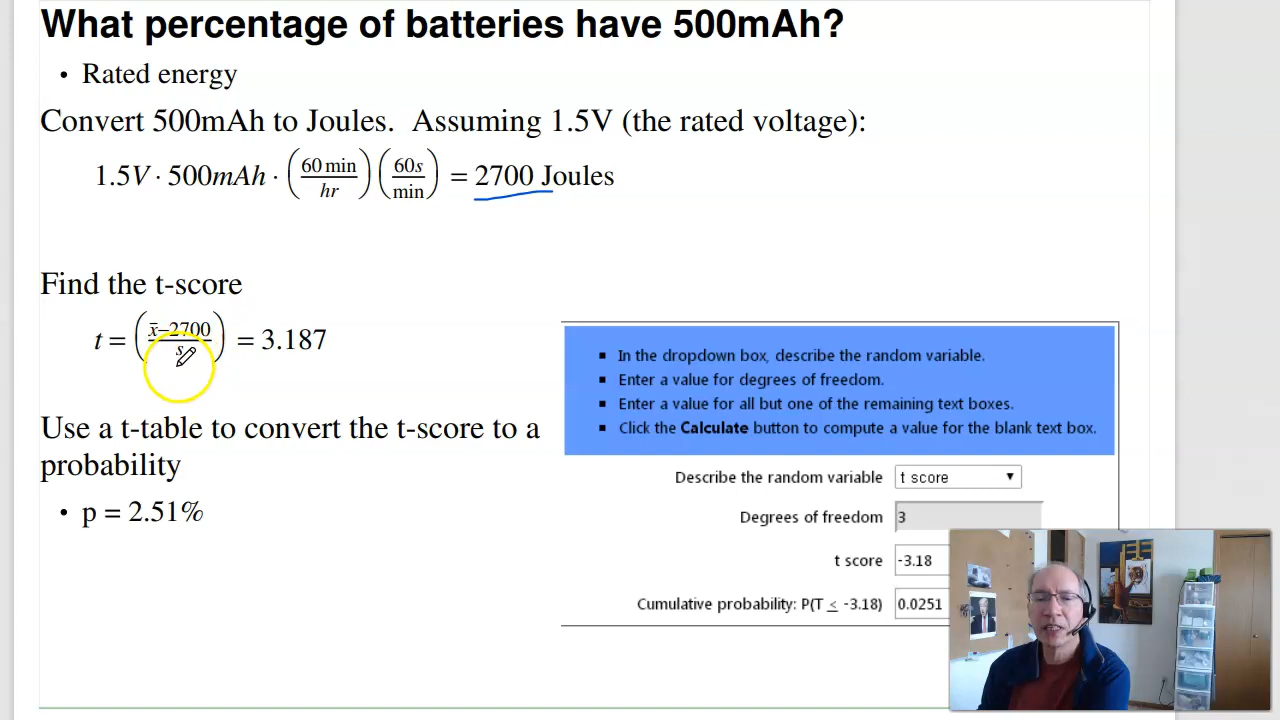 What percentage of batteries have 500mAh?
• Rated energy
Convert 500mAh to Joules. Assuming 1.5V (the rated voltage):
1.5V · 500mAh · (60 min / hr)(60s / min) = 2700 Joules
Find the t-score
t = (x̄−2700 / s) = 3.187
Use a t-table to convert the t-score to a
probability
• p = 2.51%
▪ In the dropdown box, describe the random variable.
▪ Enter a value for degrees of freedom.
▪ Enter a value for all but one of the remaining text boxes.
▪ Click the Calculate button to compute a value for the blank text box.
Describe the random variable t score
Degrees of freedom 3
t score -3.18
Cumulative probability: P(T ≤ -3.18) 0.0251